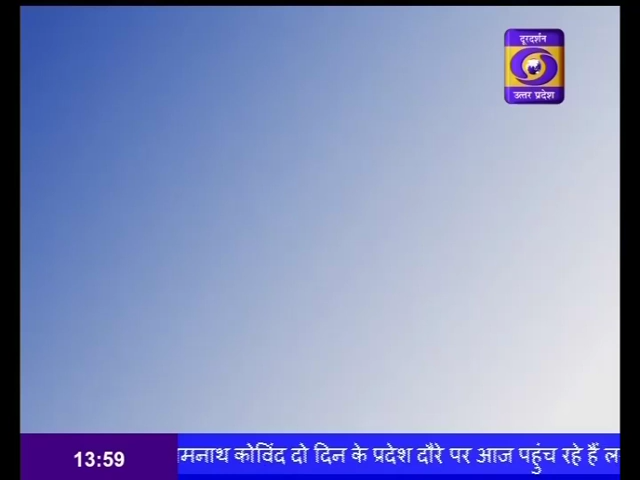 दूरदर्शन
उत्तर प्रदेश
13:59
मनाथ कोविंद दो दिन के प्रदेश दौरे पर आज पहुंच रहे हैं ल